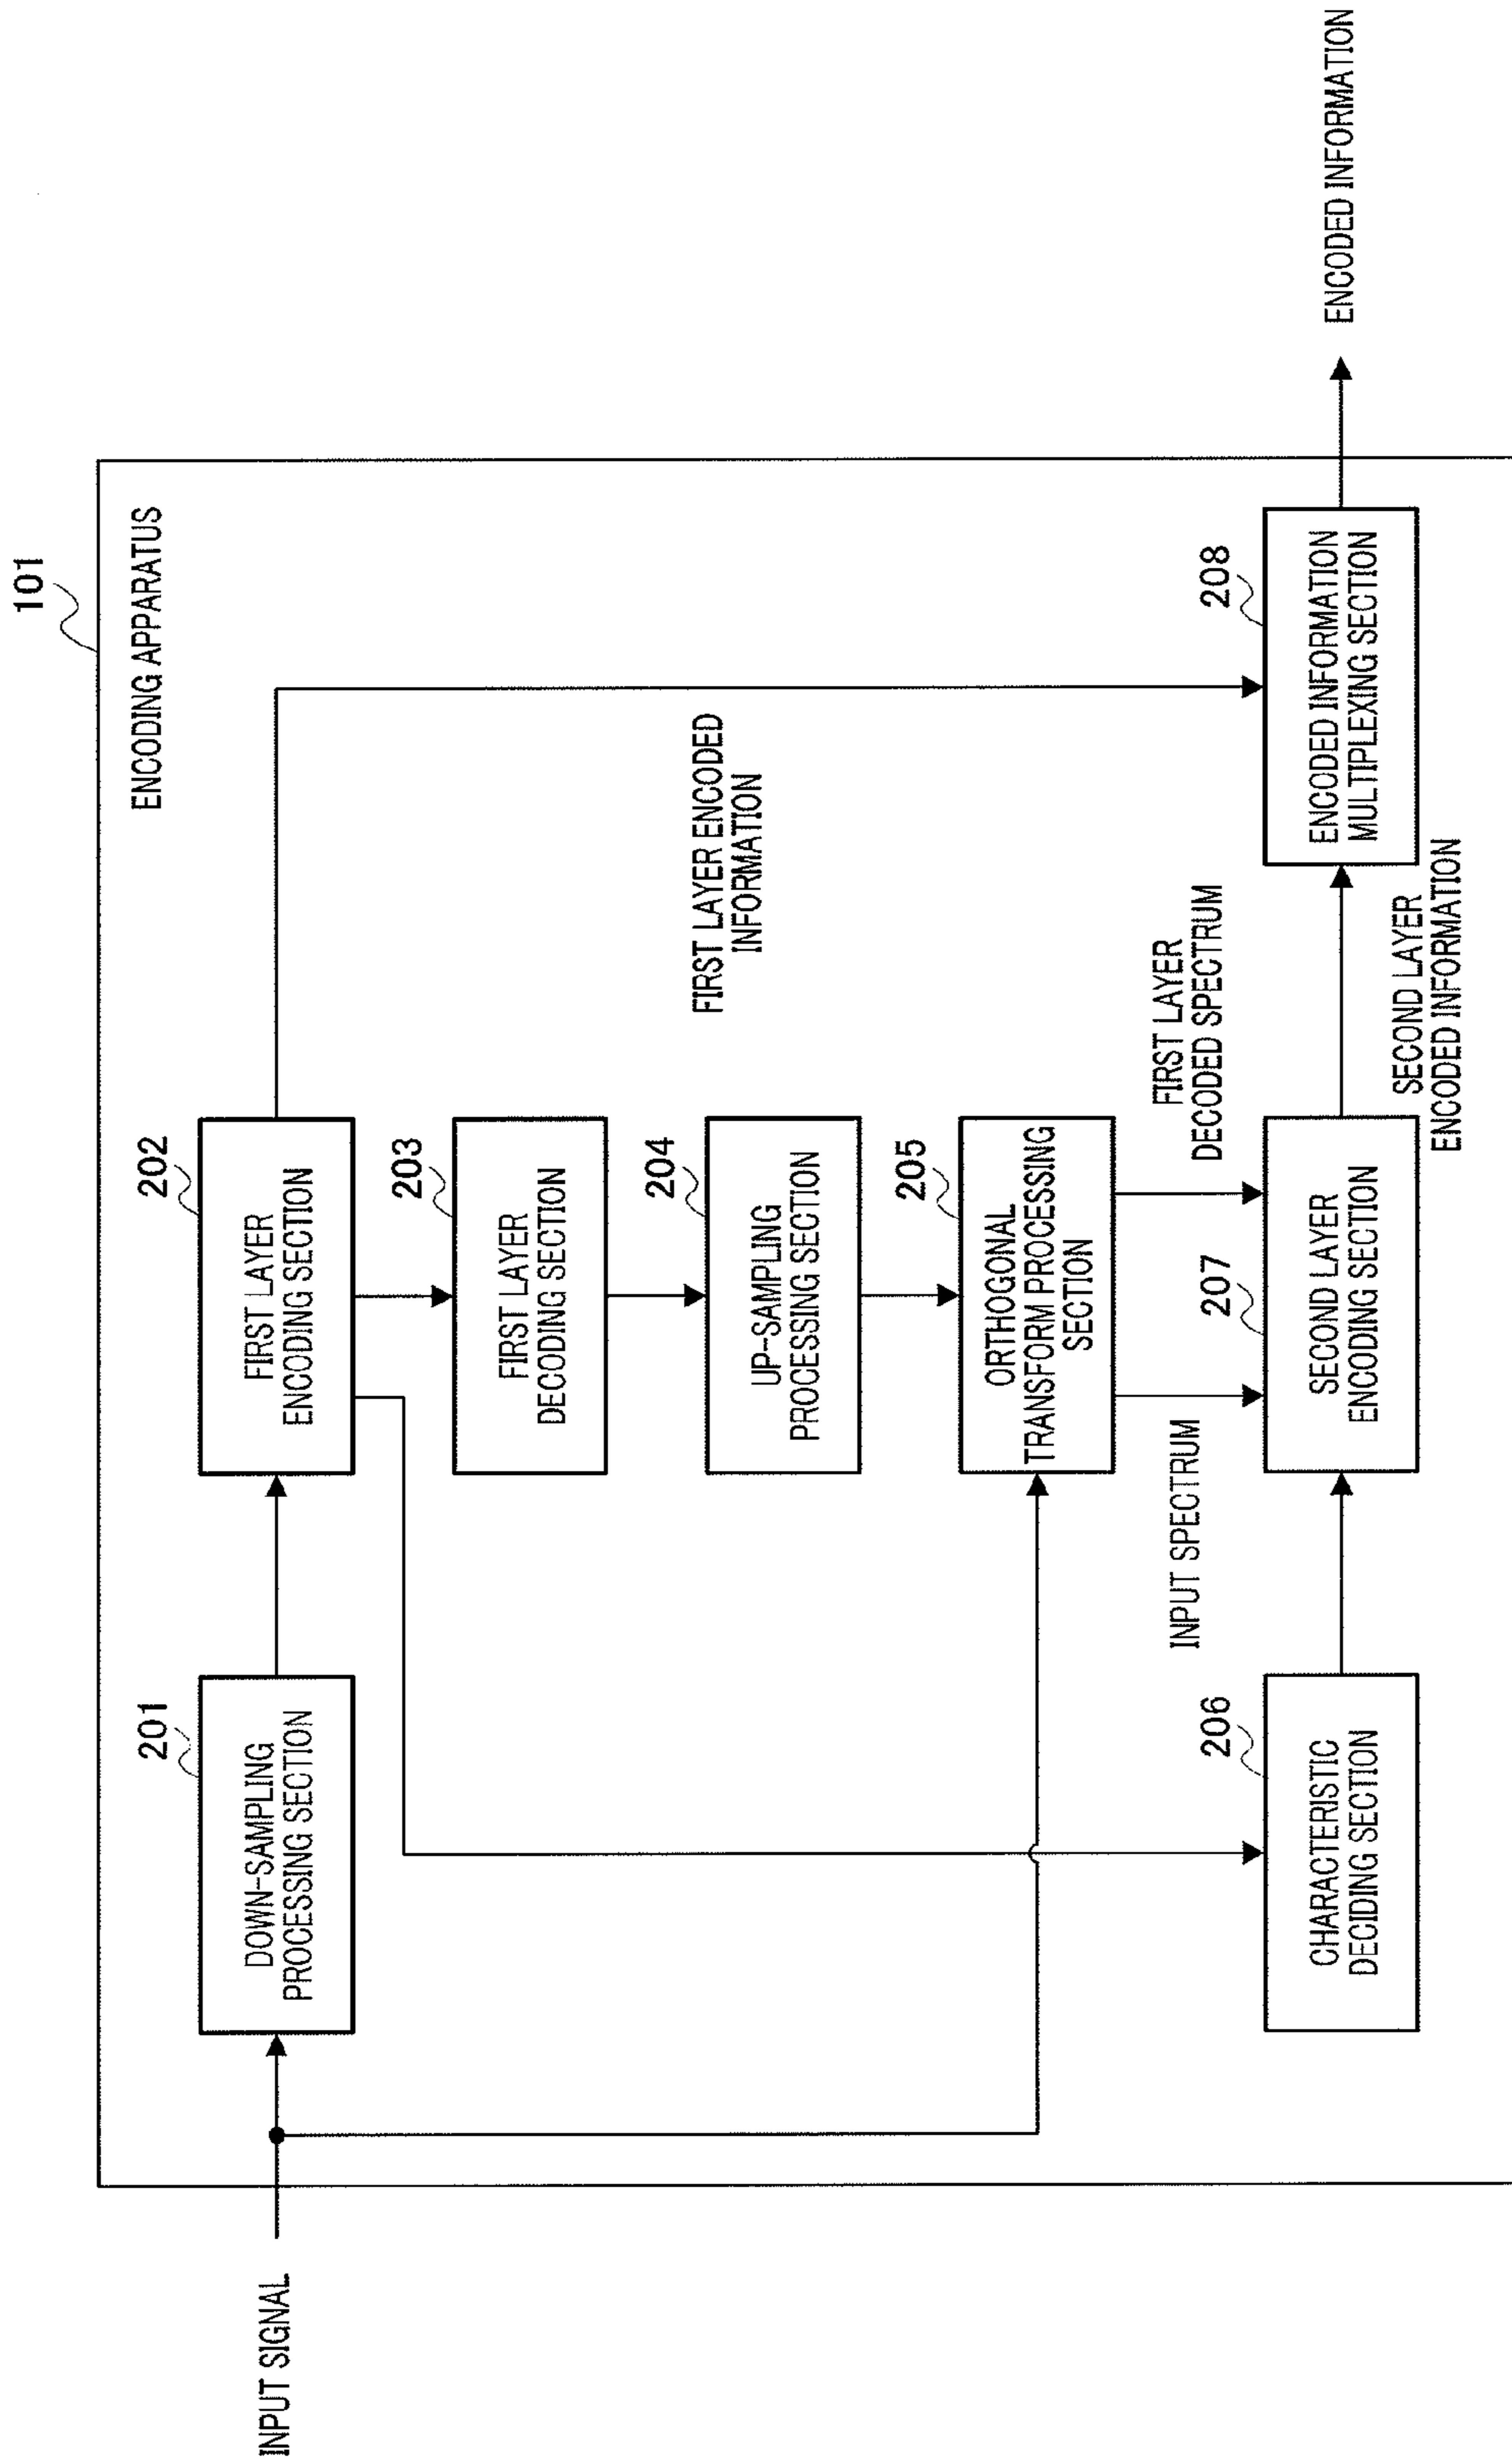 101
ENCODING APPARATUS
INPUT SIGNAL
201
DOWN-SAMPLING
PROCESSING SECTION
202
FIRST LAYER
ENCODING SECTION
203
FIRST LAYER
DECODING SECTION
204
UP-SAMPLING
PROCESSING SECTION
FIRST LAYER ENCODED
INFORMATION
205
ORTHOGONAL
TRANSFORM PROCESSING
SECTION
INPUT SPECTRUM
FIRST LAYER
DECODED SPECTRUM
206
CHARACTERISTIC
DECIDING SECTION
207
SECOND LAYER
ENCODING SECTION
SECOND LAYER
ENCODED INFORMATION
208
ENCODED INFORMATION
MULTIPLEXING SECTION
ENCODED INFORMATION